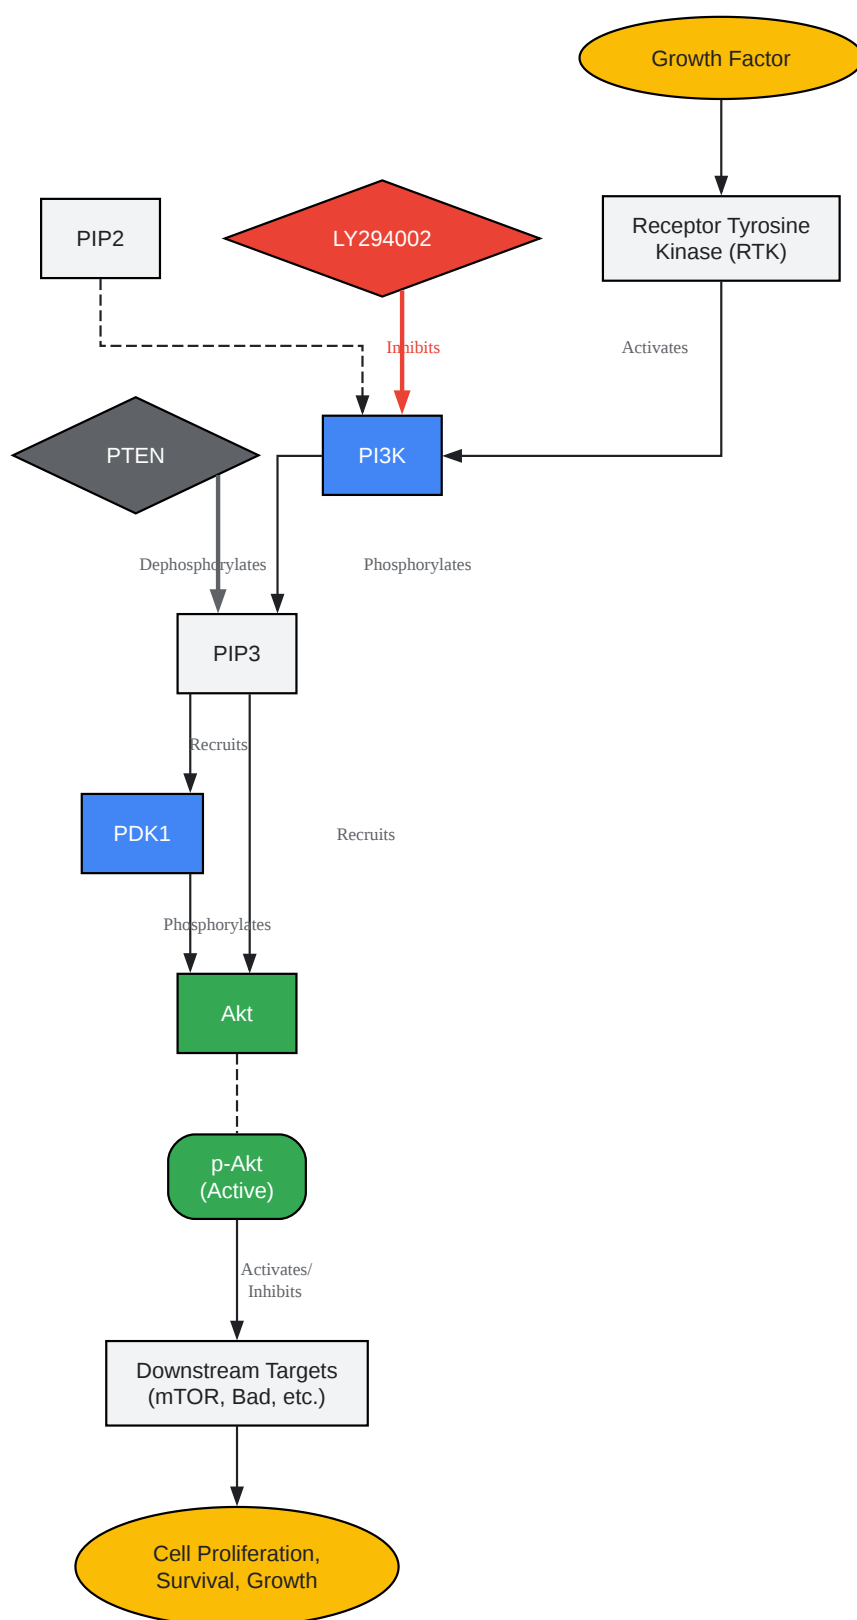 Growth Factor
PIP2
LY294002
Receptor Tyrosine
Kinase (RTK)
Inhibits
Activates
PTEN
PI3K
Dephosphorylates
Phosphorylates
PIP3
Recruits
PDK1
Recruits
Phosphorylates
Akt
p-Akt
(Active)
Activates/
Inhibits
Downstream Targets
(mTOR, Bad, etc.)
Cell Proliferation,
Survival, Growth